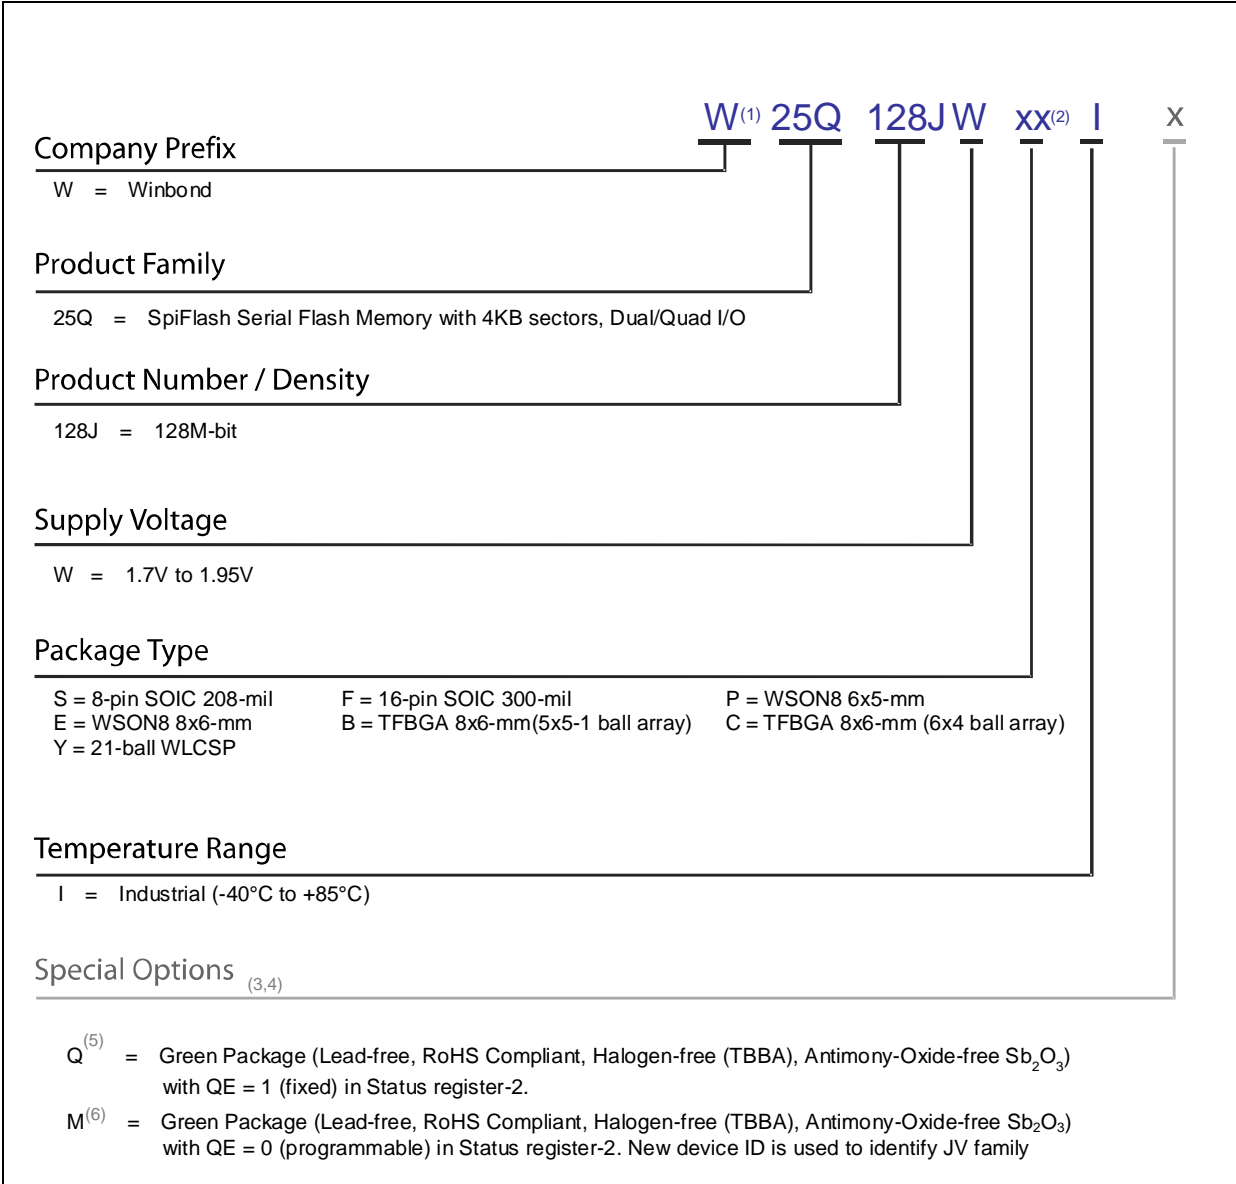 W(1) 25Q 128J W xx(2) I x
Company Prefix
W = Winbond
Product Family
25Q = SpiFlash Serial Flash Memory with 4KB sectors, Dual/Quad I/O
Product Number / Density
128J = 128M-bit
Supply Voltage
W = 1.7V to 1.95V
Package Type
S = 8-pin SOIC 208-mil F = 16-pin SOIC 300-mil P = WSON8 6x5-mm
E = WSON8 8x6-mm B = TFBGA 8x6-mm(5x5-1 ball array) C = TFBGA 8x6-mm (6x4 ball array)
Y = 21-ball WLCSP
Temperature Range
I = Industrial (-40°C to +85°C)
Special Options (3,4)
Q(5) = Green Package (Lead-free, RoHS Compliant, Halogen-free (TBBA), Antimony-Oxide-free Sb2O3)
with QE = 1 (fixed) in Status register-2.
M(6) = Green Package (Lead-free, RoHS Compliant, Halogen-free (TBBA), Antimony-Oxide-free Sb2O3)
with QE = 0 (programmable) in Status register-2. New device ID is used to identify JV family